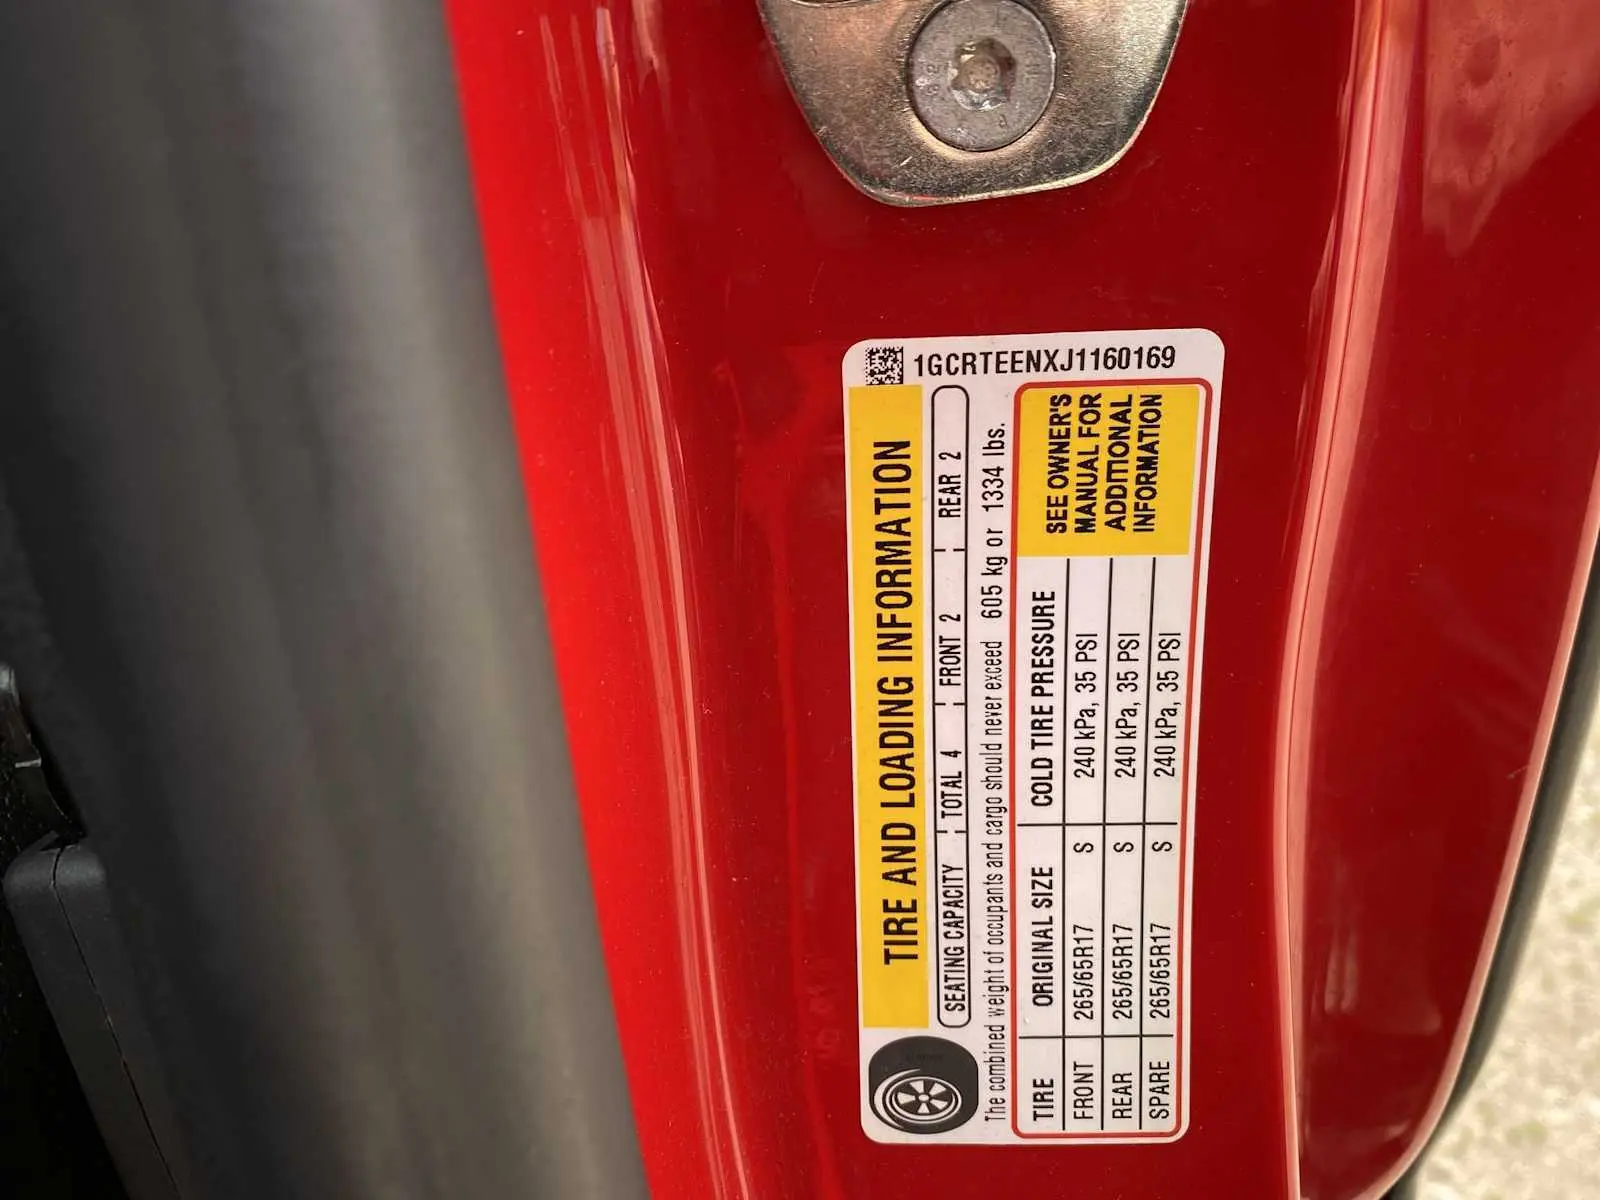 1GCRTEENXJ1160169
TIRE AND LOADING INFORMATION
SEATING CAPACITY TOTAL 4 FRONT 2 REAR 2
The combined weight of occupants and cargo should never exceed 605 kg or 1334 lbs.
TIRE ORIGINAL SIZE COLD TIRE PRESSURE
FRONT 265/65R17 S 240 kPa, 35 PSI
REAR 265/65R17 S 240 kPa, 35 PSI
SPARE 265/65R17 S 240 kPa, 35 PSI
SEE OWNER'S
MANUAL FOR
ADDITIONAL
INFORMATION